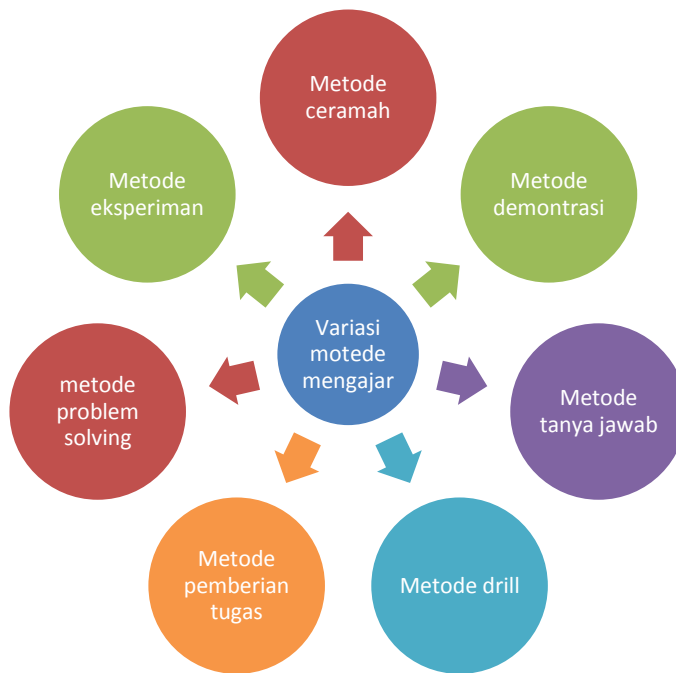 Metode
ceramah
Metode
demontrasi
Metode
tanya jawab
Metode drill
Metode
pemberian
tugas
metode
problem
solving
Metode
eksperiman
Variasi
motede
mengajar